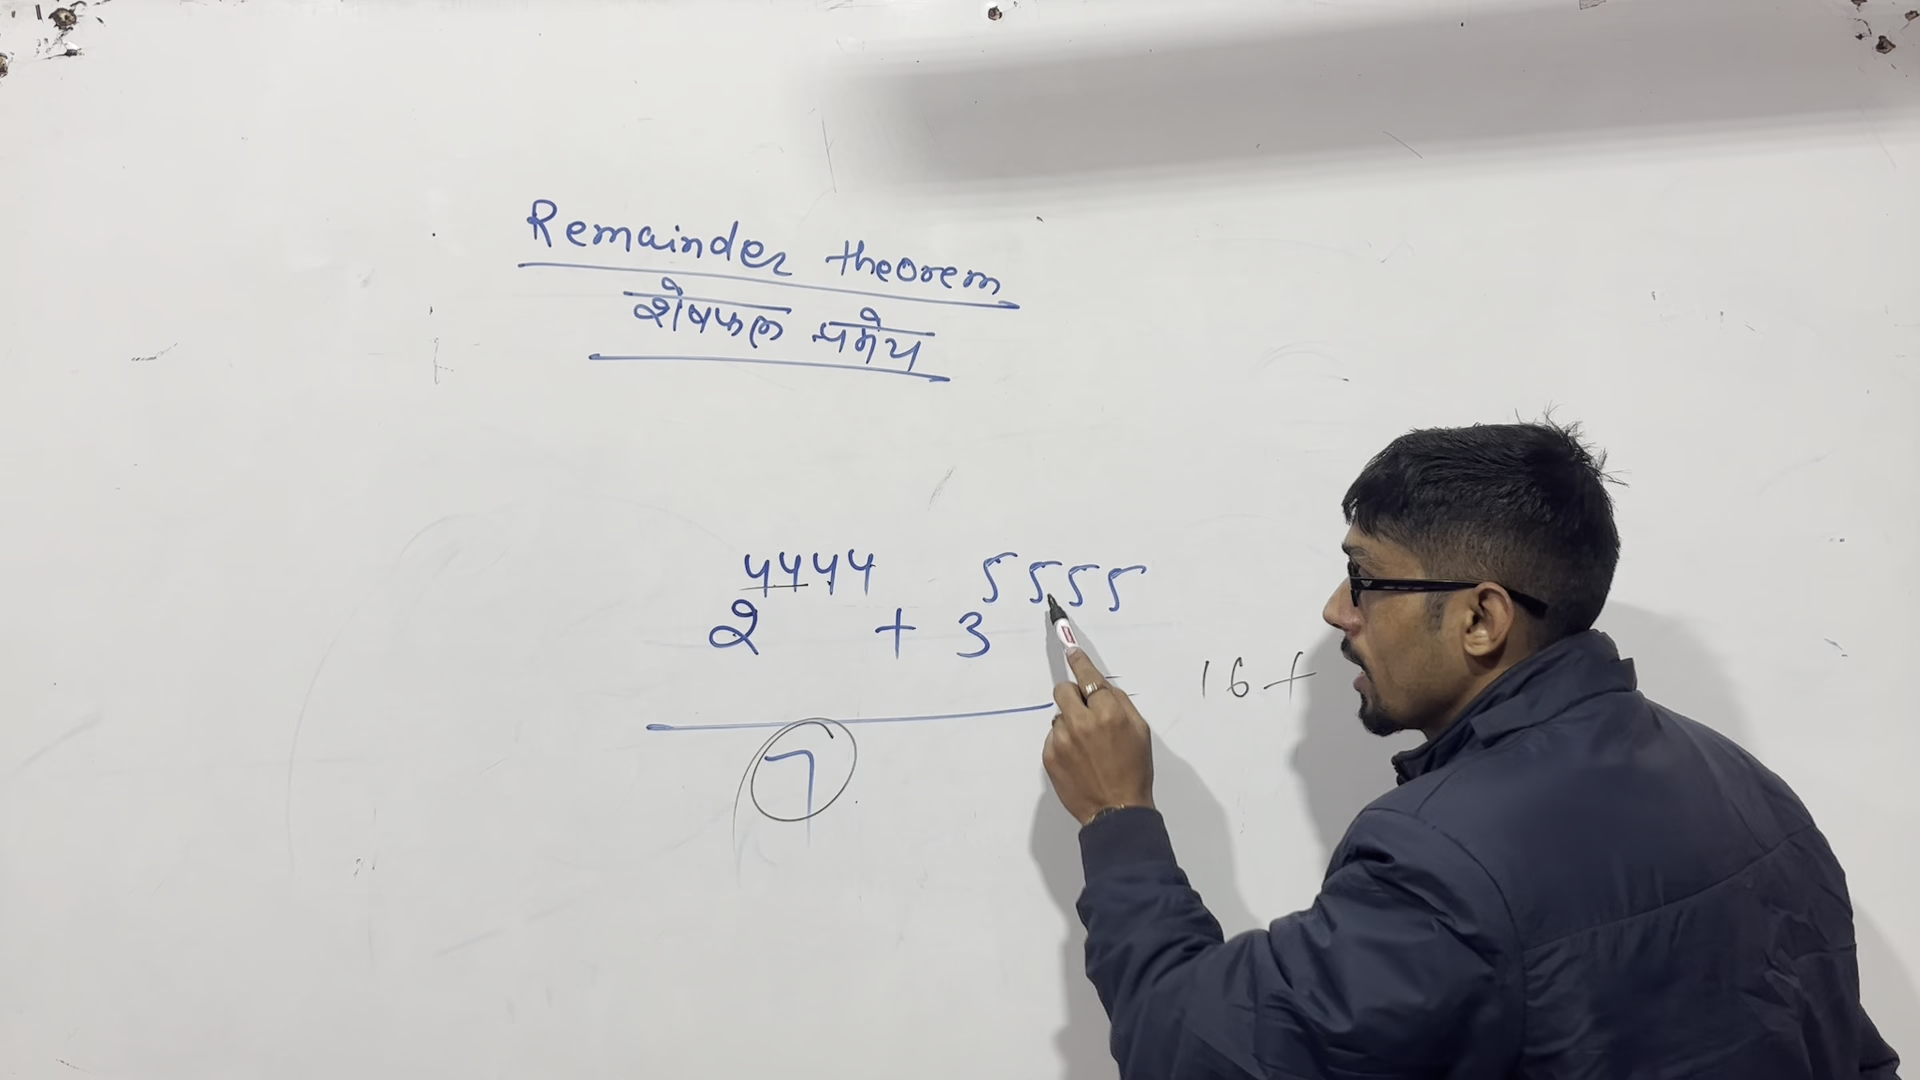 Remainder theorem
शेषफल प्रमेय
2^4444 + 3^5555
= 16 +
7